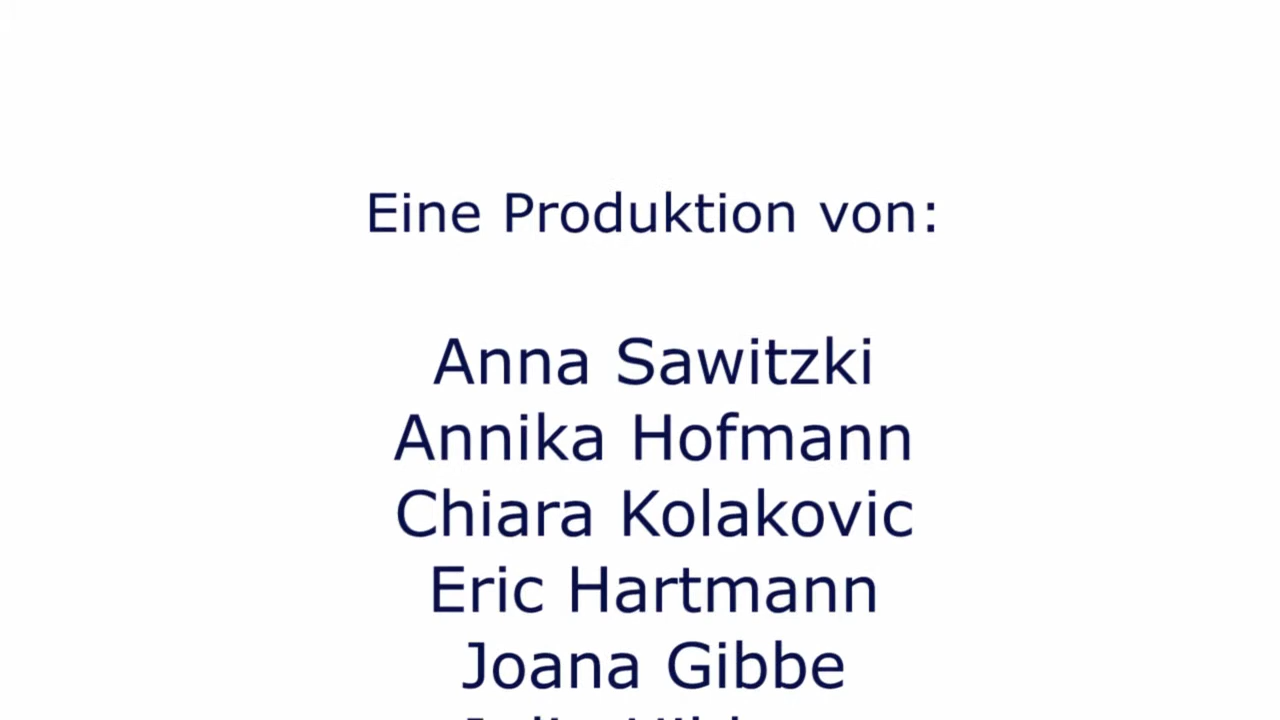 Eine Produktion von:
Anna Sawitzki
Annika Hofmann
Chiara Kolakovic
Eric Hartmann
Joana Gibbe